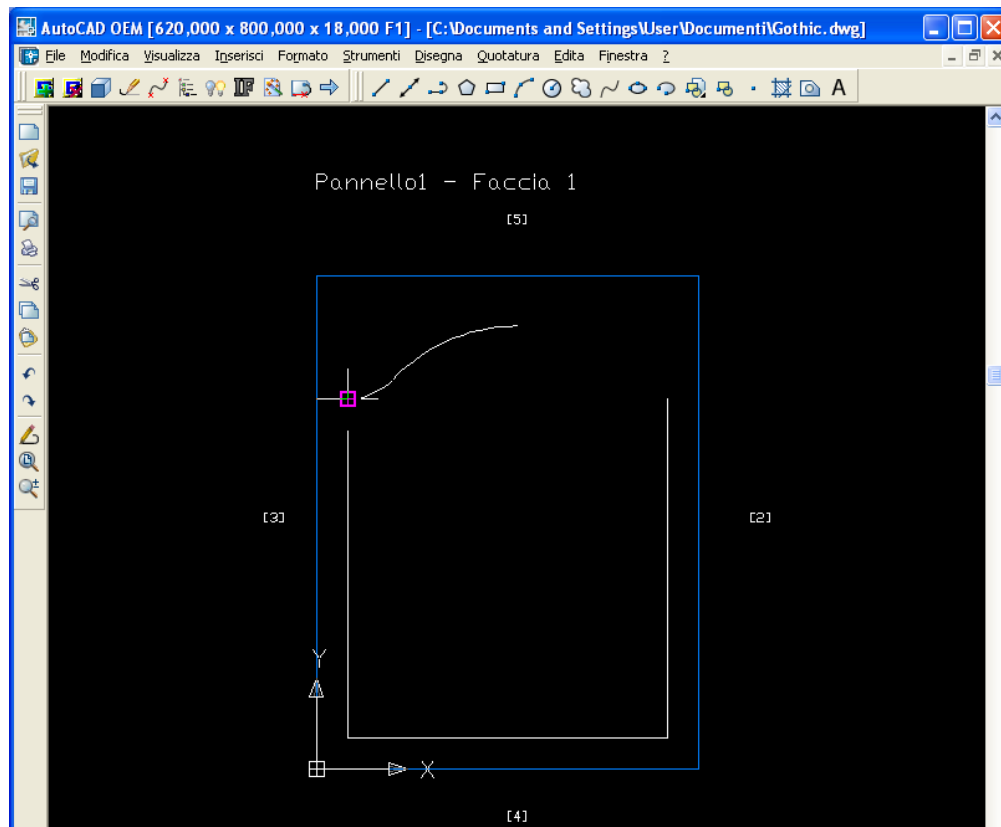 AutoCAD OEM [620,000 x 800,000 x 18,000 F1] - [C:\Documents and Settings\User\Documenti\Gothic.dwg]
File Modifica Visualizza Inserisci Formato Strumenti Disegna Quotatura Edita Finestra ?
A
Pannello1 - Faccia 1
[5]
[3]
[2]
Y
X
[4]